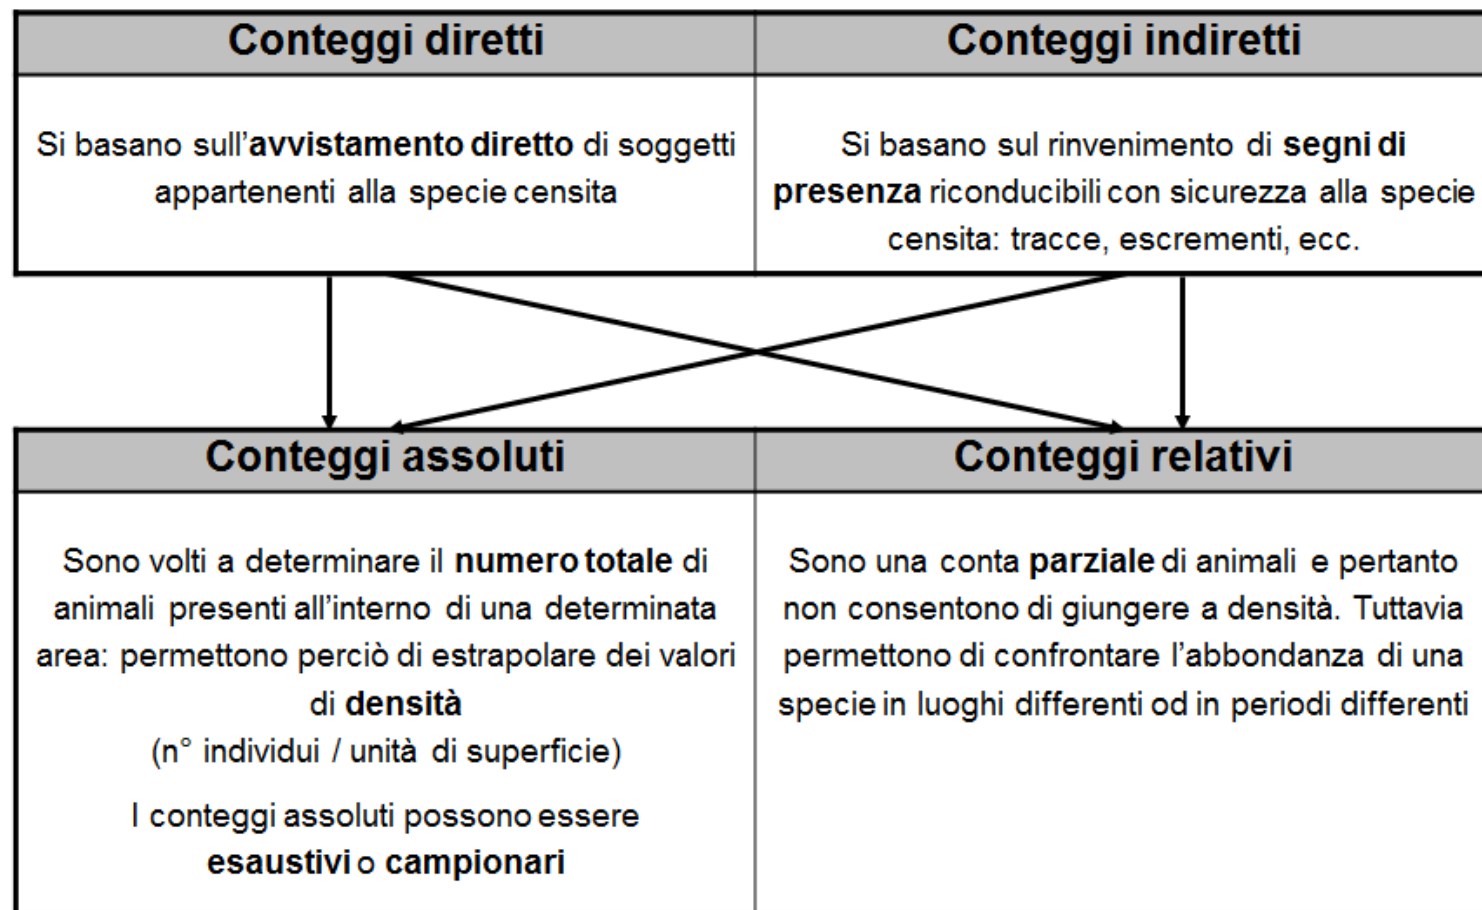 Conteggi diretti
Conteggi indiretti
Si basano sull'avvistamento diretto di soggetti
appartenenti alla specie censita
Si basano sul rinvenimento di segni di
presenza riconducibili con sicurezza alla specie
censita: tracce, escrementi, ecc.
Conteggi assoluti
Conteggi relativi
Sono volti a determinare il numero totale di
animali presenti all'interno di una determinata
area: permettono perciò di estrapolare dei valori
di densità
(n° individui / unità di superficie)
I conteggi assoluti possono essere
esaustivi o campionari
Sono una conta parziale di animali e pertanto
non consentono di giungere a densità. Tuttavia
permettono di confrontare l'abbondanza di una
specie in luoghi differenti od in periodi differenti